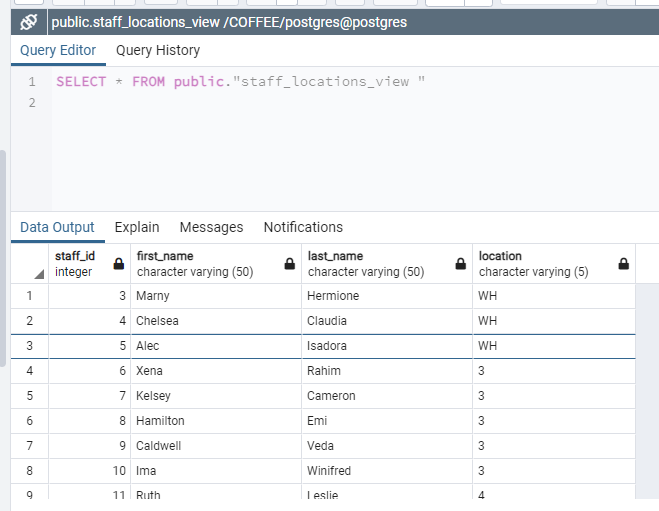 public.staff_locations_view /COFFEE/postgres@postgres
Query Editor Query History
1 SELECT * FROM public."staff_locations_view "
2
Data Output Explain Messages Notifications
staff_id first_name last_name location
integer character varying (50) character varying (50) character varying (5)
1 3 Marny Hermione WH
2 4 Chelsea Claudia WH
3 5 Alec Isadora WH
4 6 Xena Rahim 3
5 7 Kelsey Cameron 3
6 8 Hamilton Emi 3
7 9 Caldwell Veda 3
8 10 Ima Winifred 3
9 11 Ruth Leslie 4